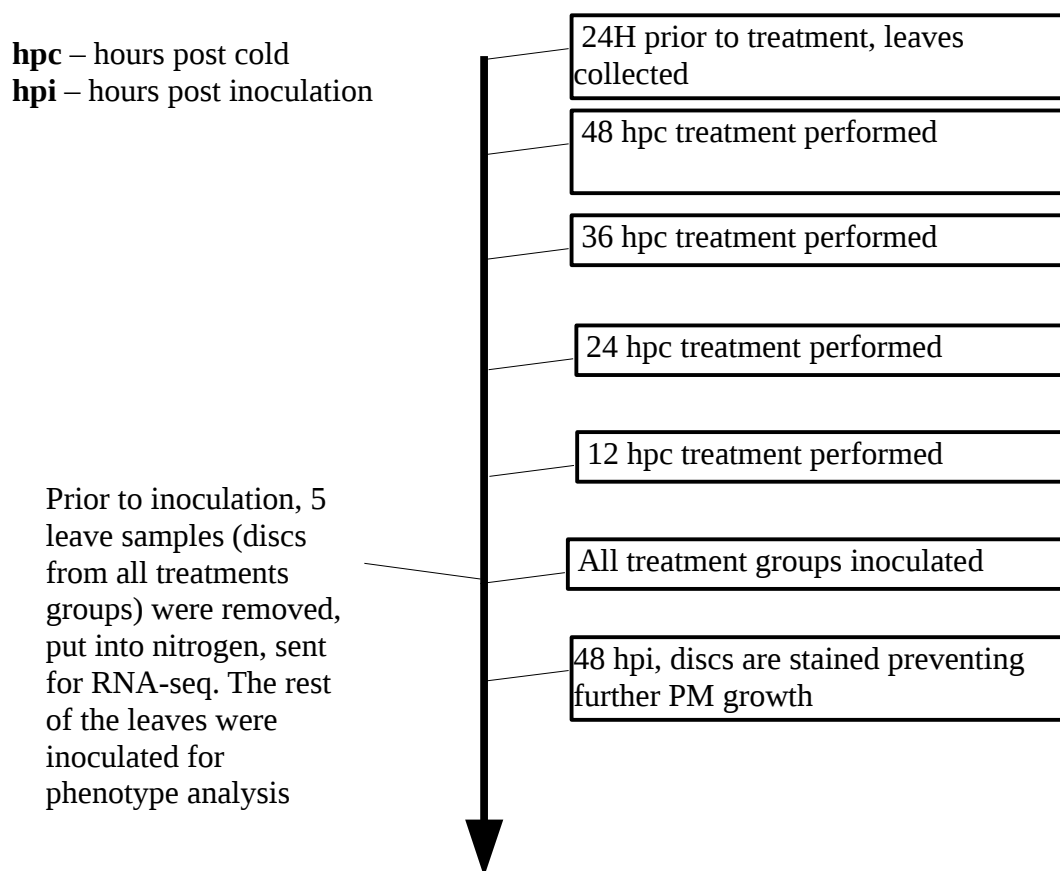 hpc – hours post cold
hpi – hours post inoculation
24H prior to treatment, leaves
collected
48 hpc treatment performed
36 hpc treatment performed
24 hpc treatment performed
12 hpc treatment performed
Prior to inoculation, 5
leave samples (discs
from all treatments
groups) were removed,
put into nitrogen, sent
for RNA-seq. The rest
of the leaves were
inoculated for
phenotype analysis
All treatment groups inoculated
48 hpi, discs are stained preventing
further PM growth